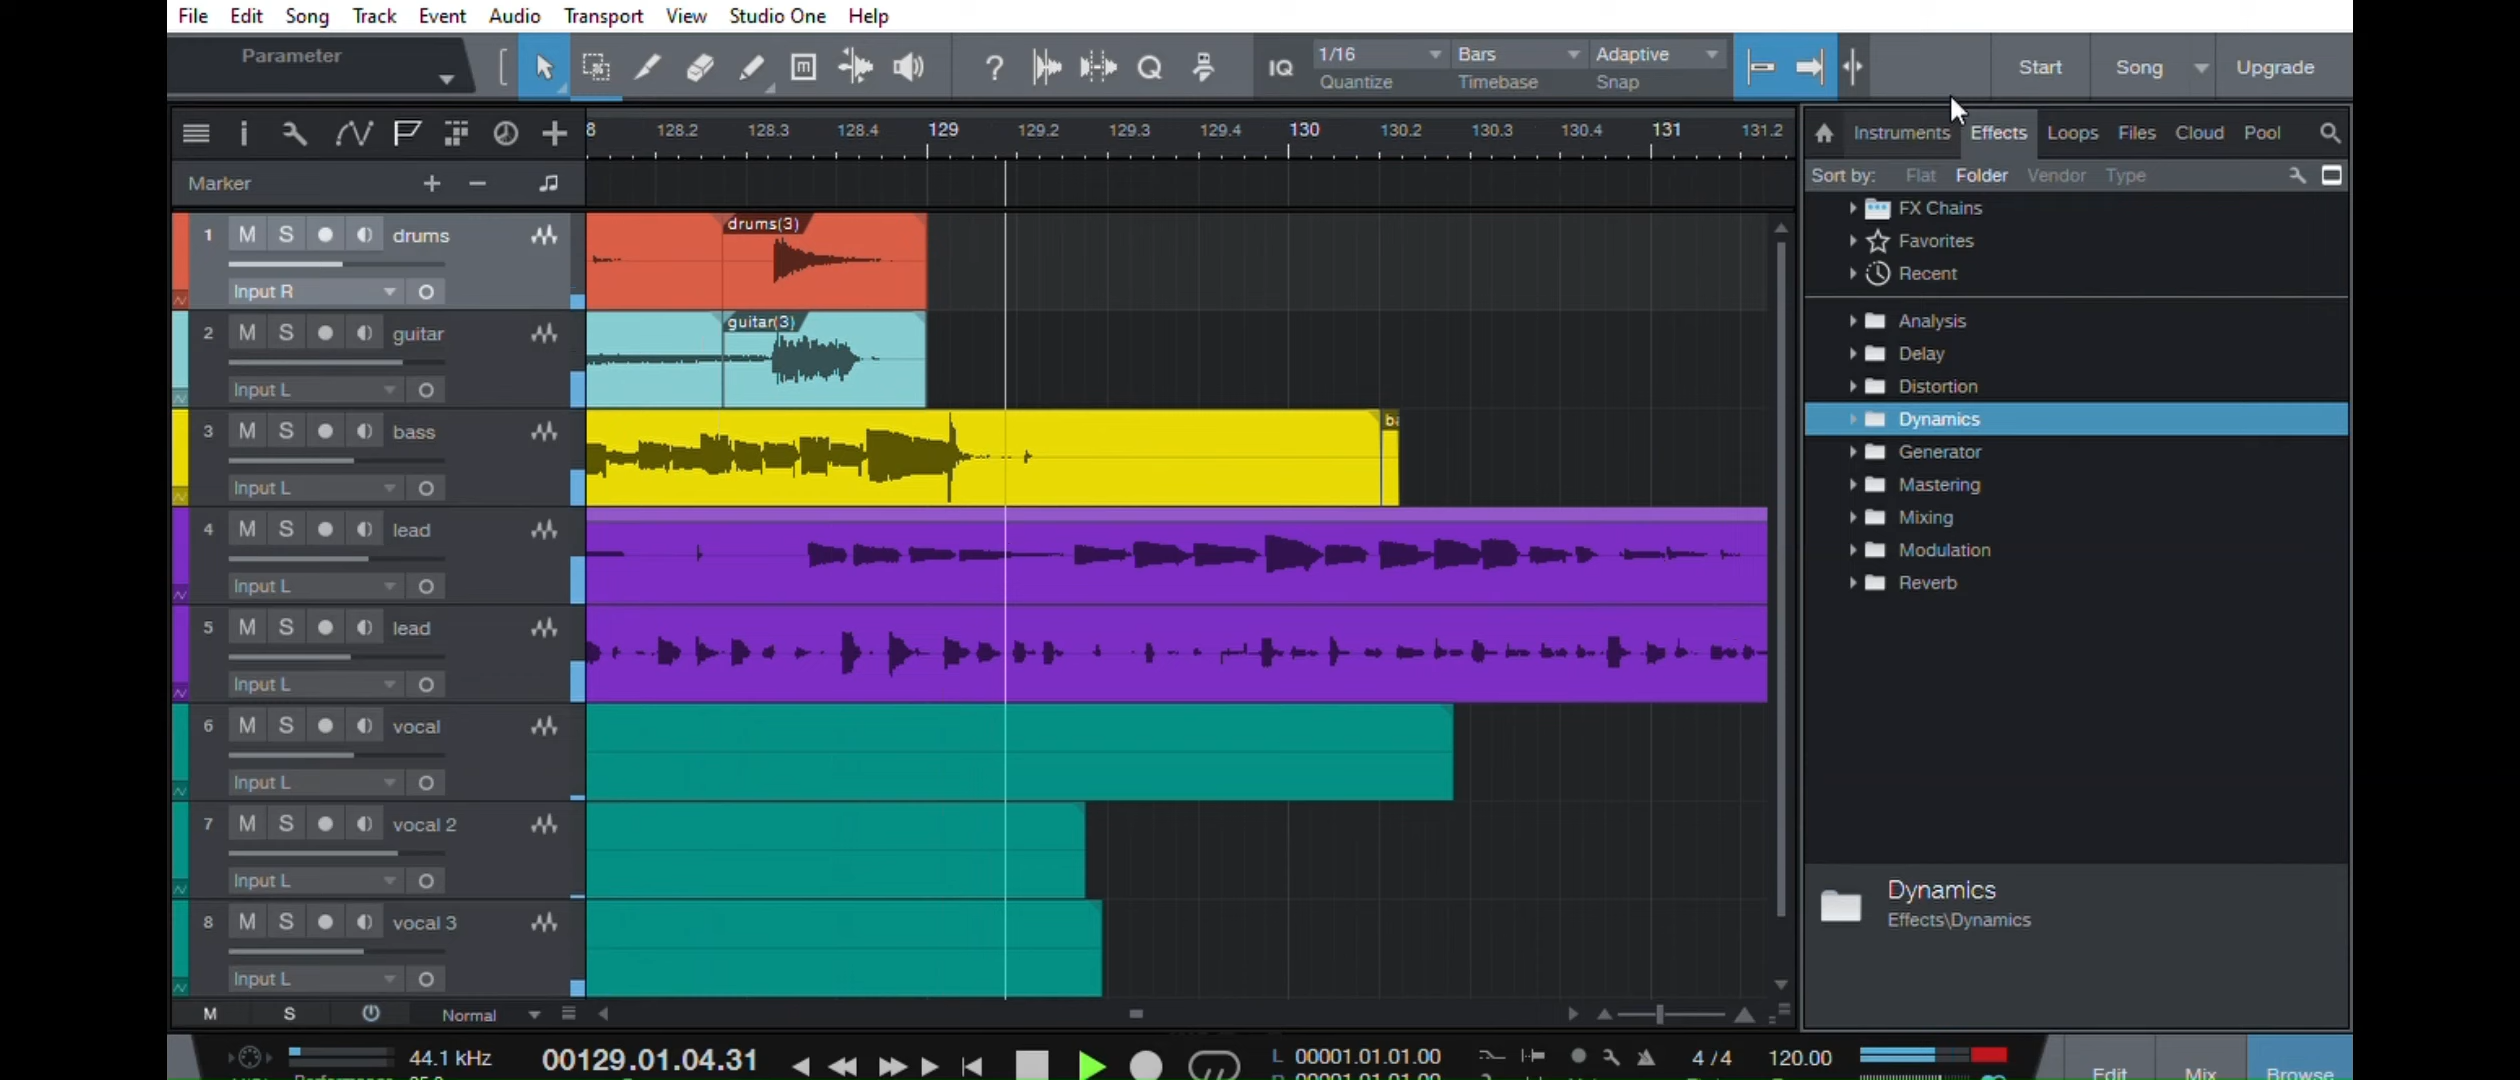 File Edit Song Track Event Audio Transport View Studio One Help
Parameter
IQ
1/16
Quantize
Bars
Timebase
Adaptive
Snap
Start Song Upgrade
8 128.2 128.3 128.4 129 129.2 129.3 129.4 130 130.2 130.3 130.4 131 131.2
Marker
1 M S drums
Input R
drums(3)
2 M S guitar
Input L
guitar(3)
3 M S bass
Input L
4 M S lead
Input L
5 M S lead
Input L
6 M S vocal
Input L
7 M S vocal 2
Input L
8 M S vocal 3
Input L
M S Normal
Instruments Effects Loops Files Cloud Pool
Sort by: Flat Folder Vendor Type
FX Chains
Favorites
Recent
Analysis
Delay
Distortion
Dynamics
Generator
Mastering
Mixing
Modulation
Reverb
Dynamics
Effects\Dynamics
44.1 kHz
Performance
00129.01.04.31
L 00001.01.01.00
4 / 4
120.00
Edit Mix Browse